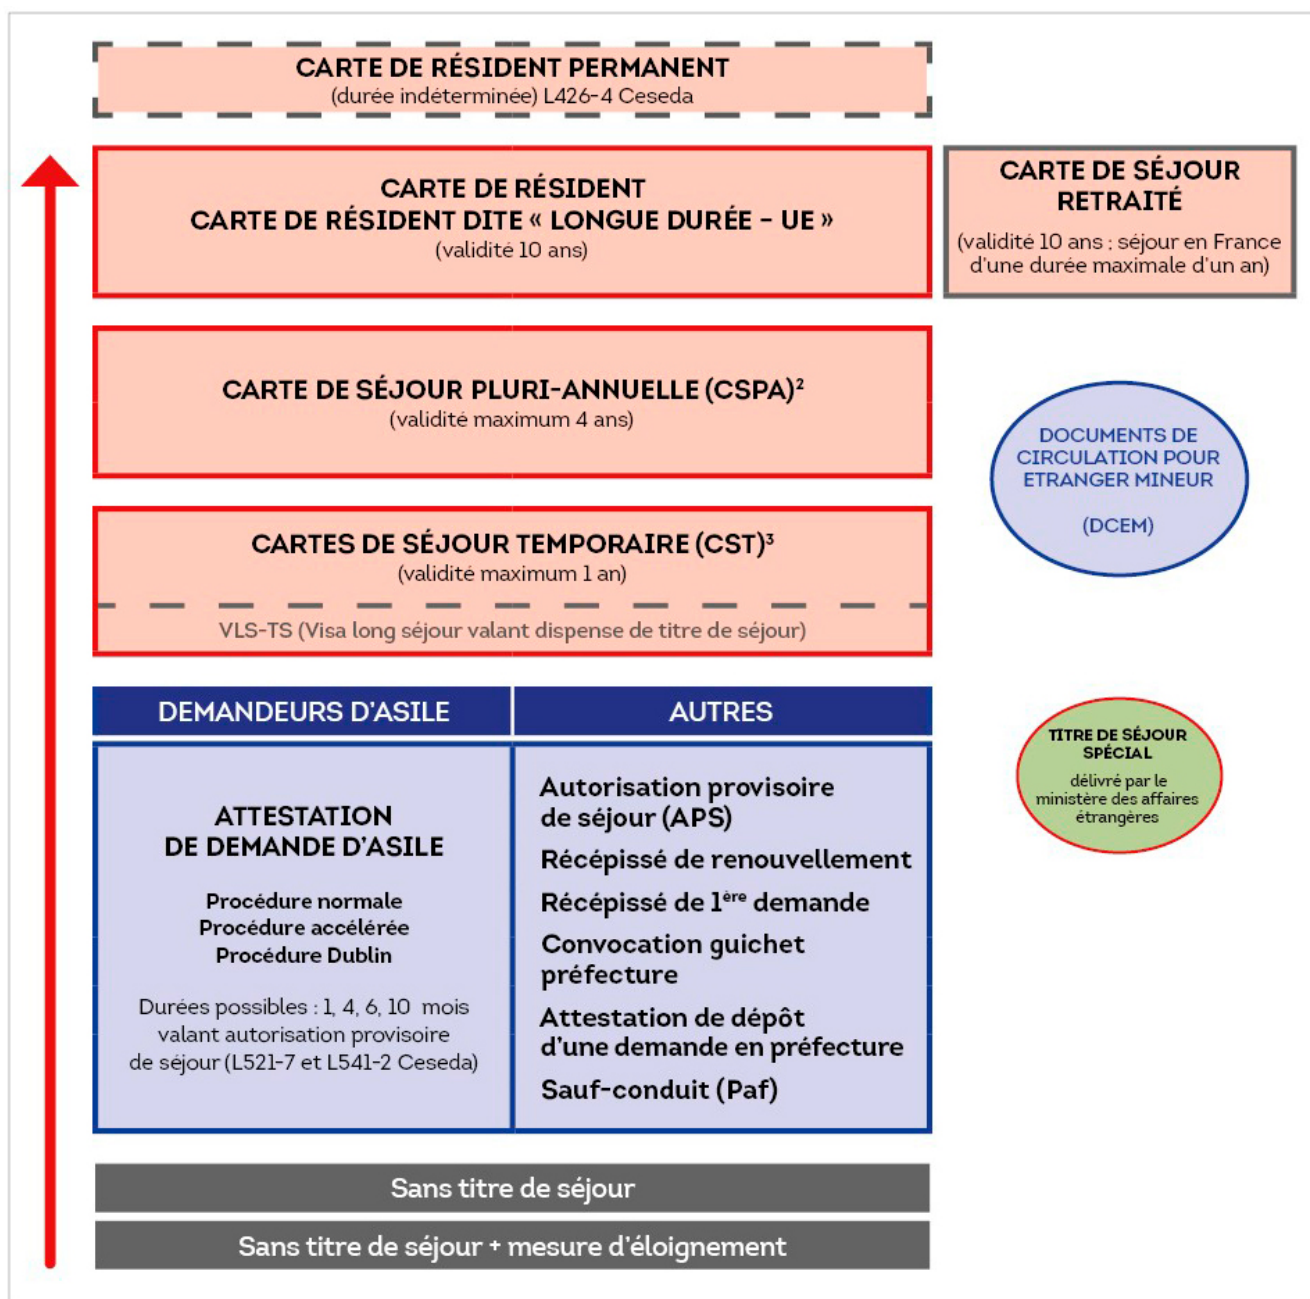 CARTE DE RÉSIDENT PERMANENT
(durée indéterminée) L426-4 Ceseda
CARTE DE RÉSIDENT
CARTE DE RÉSIDENT DITE « LONGUE DURÉE – UE »
(validité 10 ans)
CARTE DE SÉJOUR
RETRAITÉ
(validité 10 ans ; séjour en France
d'une durée maximale d'un an)
CARTE DE SÉJOUR PLURI-ANNUELLE (CSPA)²
(validité maximum 4 ans)
DOCUMENTS DE
CIRCULATION POUR
ETRANGER MINEUR
(DCEM)
CARTES DE SÉJOUR TEMPORAIRE (CST)³
(validité maximum 1 an)
VLS-TS (Visa long séjour valant dispense de titre de séjour)
DEMANDEURS D'ASILE
AUTRES
ATTESTATION
DE DEMANDE D'ASILE
Procédure normale
Procédure accélérée
Procédure Dublin
Durées possibles : 1, 4, 6, 10 mois
valant autorisation provisoire
de séjour (L521-7 et L541-2 Ceseda)
Autorisation provisoire
de séjour (APS)
Récépissé de renouvellement
Récépissé de 1ère demande
Convocation guichet
préfecture
Attestation de dépôt
d'une demande en préfecture
Sauf-conduit (Paf)
TITRE DE SÉJOUR
SPÉCIAL
délivré par le
ministère des affaires
étrangères
Sans titre de séjour
Sans titre de séjour + mesure d'éloignement